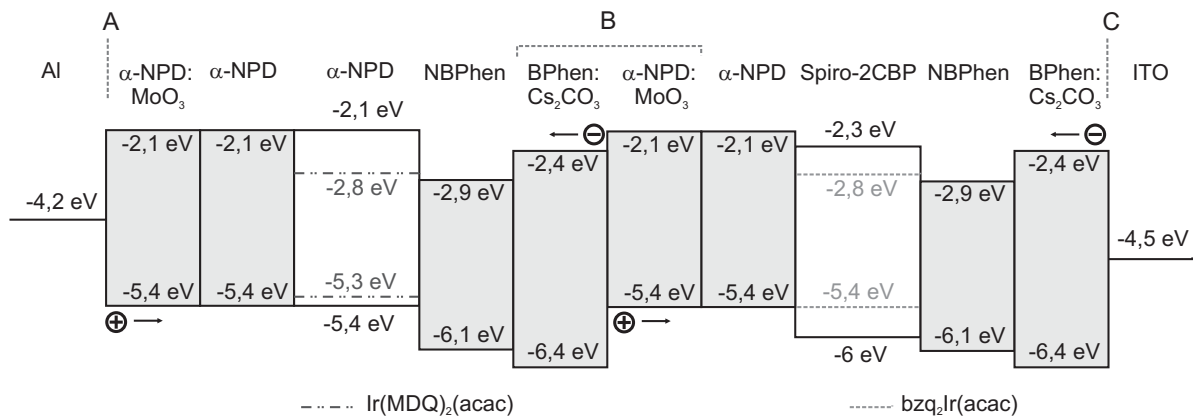 A
B
C
Al
α-NPD:
MoO₃
α-NPD
α-NPD
NBPhen
BPhen:
Cs₂CO₃
α-NPD:
MoO₃
α-NPD
Spiro-2CBP
NBPhen
BPhen:
Cs₂CO₃
ITO
-2,1 eV
-2,3 eV
-2,1 eV
-2,1 eV
-2,4 eV
-2,1 eV
-2,1 eV
-2,4 eV
-2,8 eV
-2,9 eV
-2,8 eV
-2,9 eV
-4,2 eV
-4,5 eV
-5,4 eV
-5,4 eV
-5,3 eV
-5,4 eV
-5,4 eV
-5,4 eV
-5,4 eV
-6,1 eV
-6,4 eV
-6 eV
-6,1 eV
-6,4 eV
Ir(MDQ)₂(acac)
bzq₂Ir(acac)